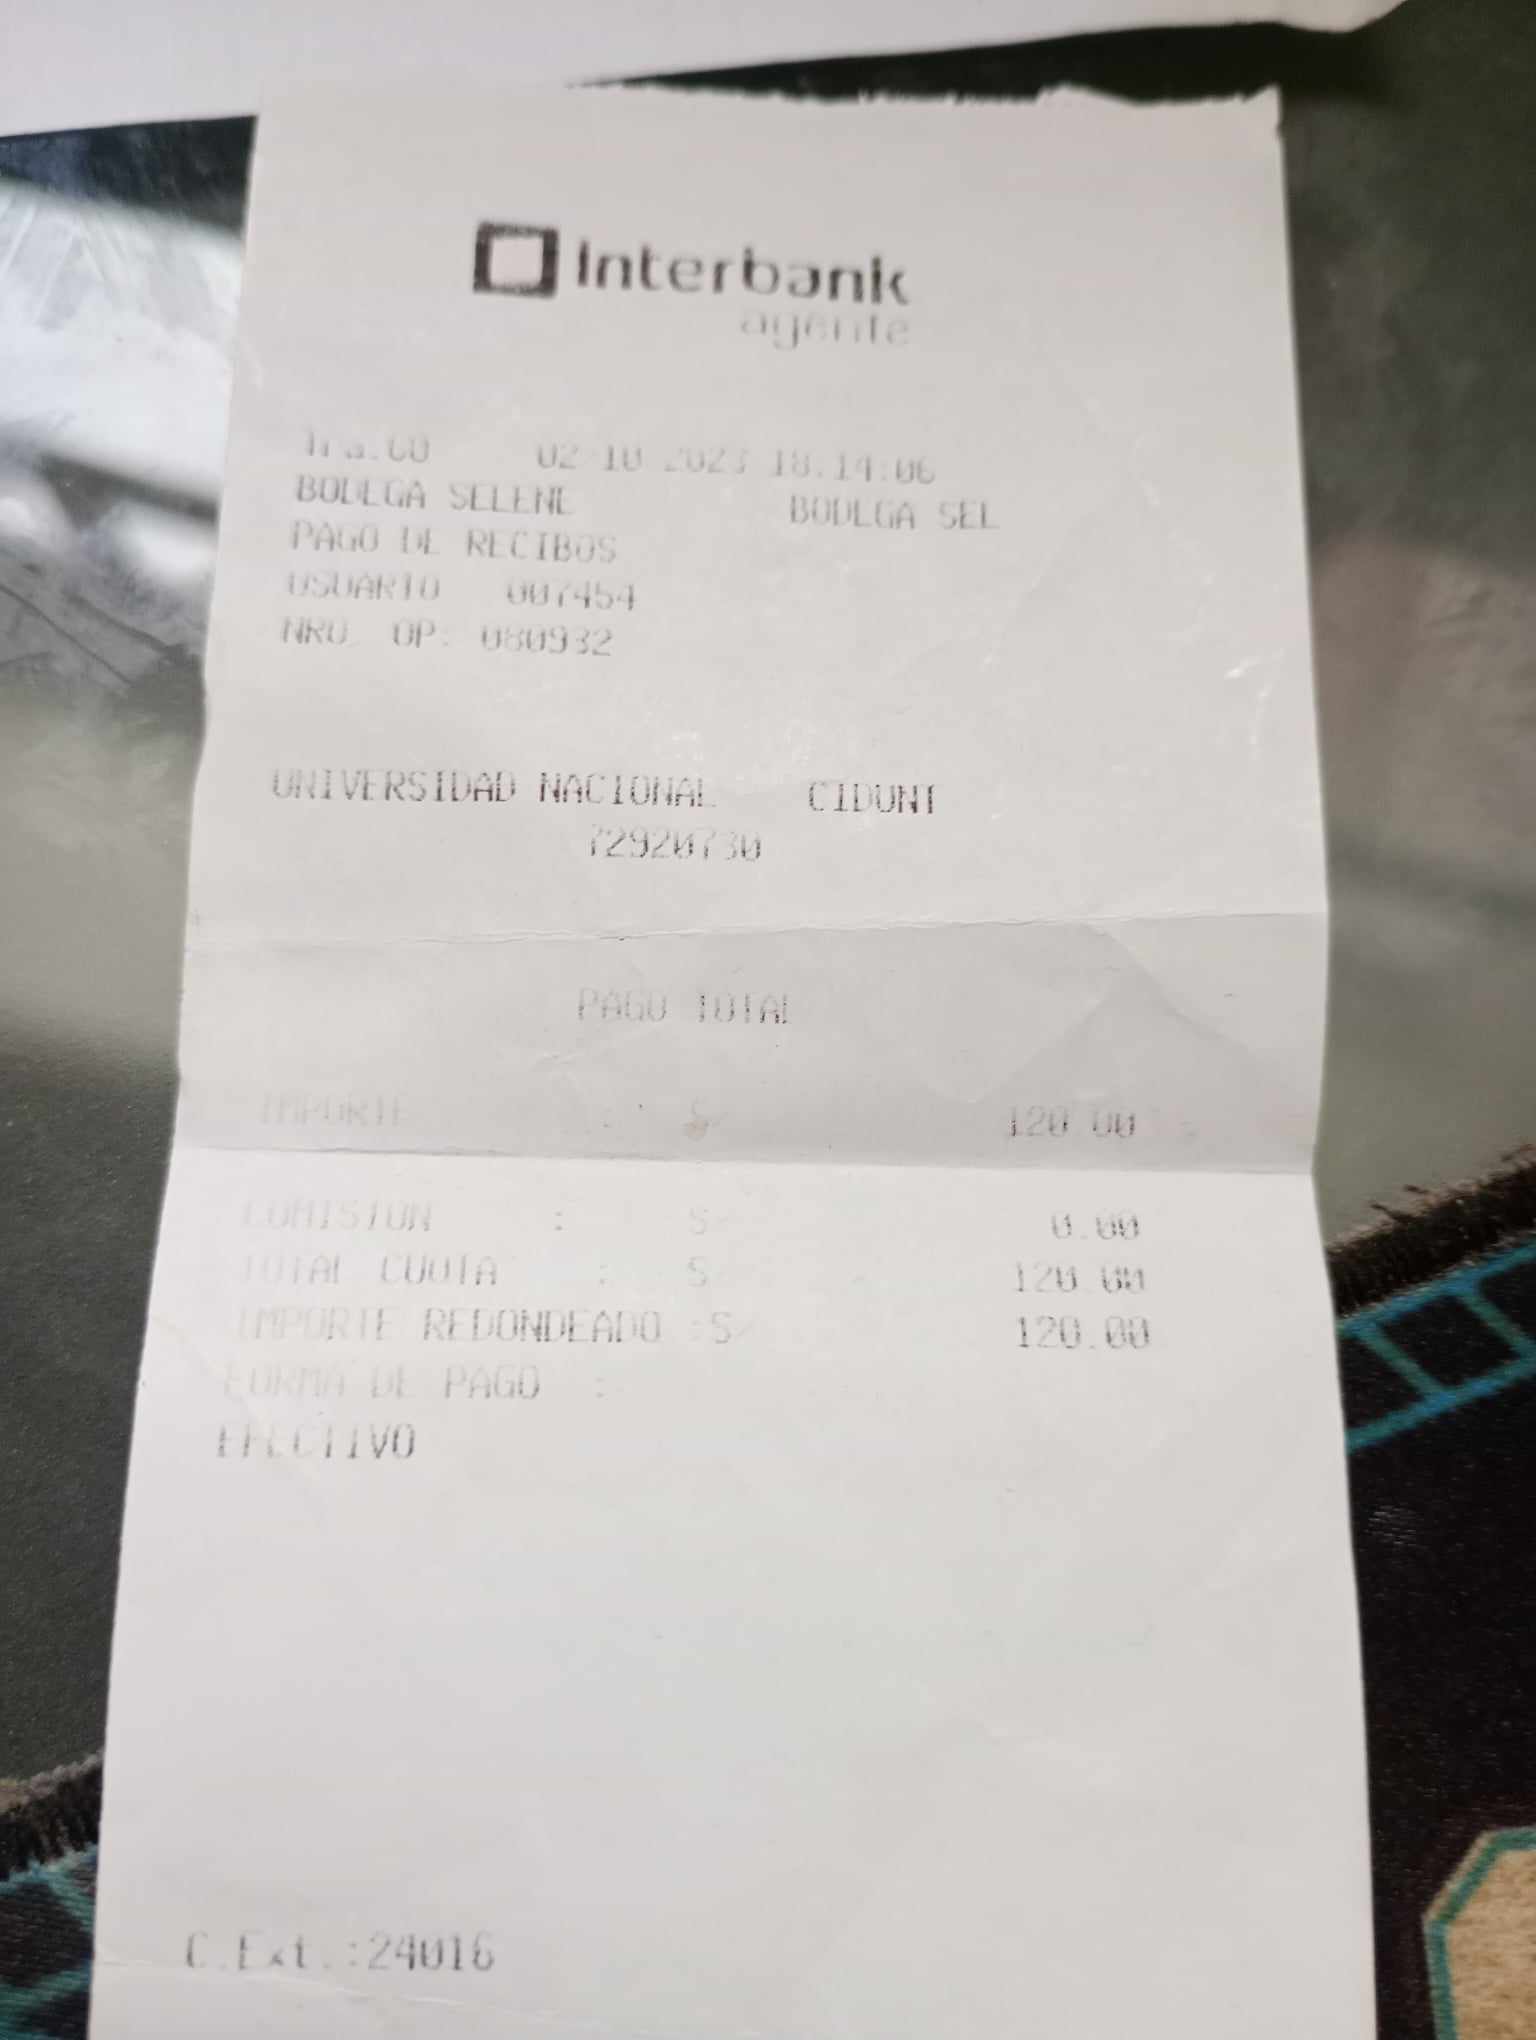 Interbank
agente
02 10 2023 18.14:06
BODEGA SELENE BODEGA SEL
PAGO DE RECIBOS
USUARIO 007454
NRO. OP: 080932
UNIVERSIDAD NACIONAL CIDUNT
72920730
PAGO TOTAL
IMPORTE : S/ 120.00
COMISION : S/ 0.00
TOTAL CUOTA : S/ 120.00
IMPORTE REDONDEADO :S/ 120.00
FORMA DE PAGO :
EFECTIVO
C.Ext.:24016